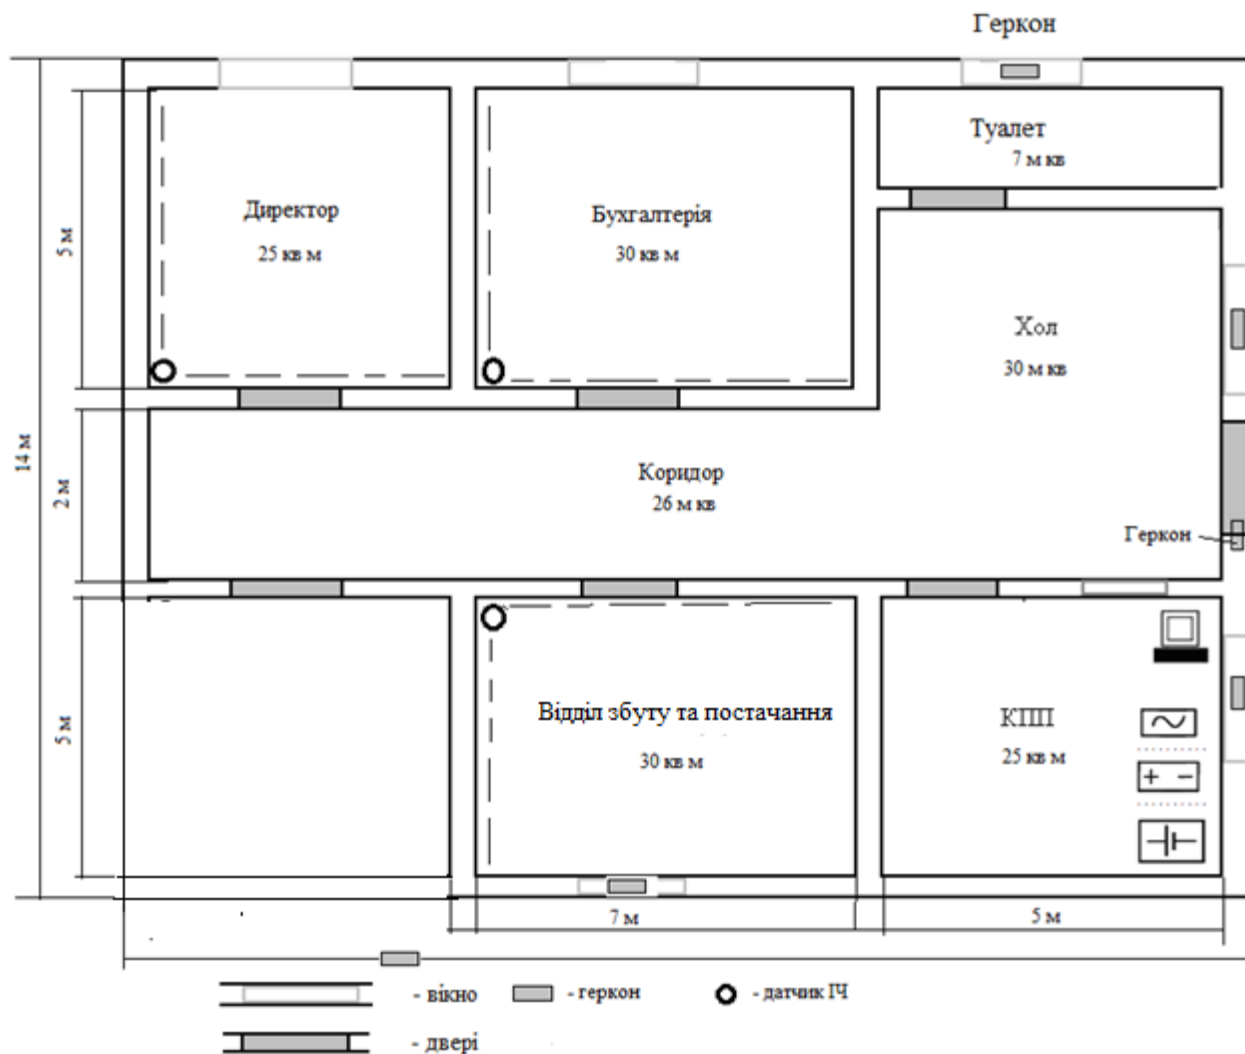 Геркон
Туалет
7 м кв
Директор
25 кв м
Бухгалтерія
30 кв м
5 м
Хол
30 м кв
14 м
2 м
Коридор
26 м кв
Геркон
5 м
Відділ збуту та постачання
30 кв м
КПП
25 кв м
7 м
5 м
- вікно
- геркон
- датчик ІЧ
- двері